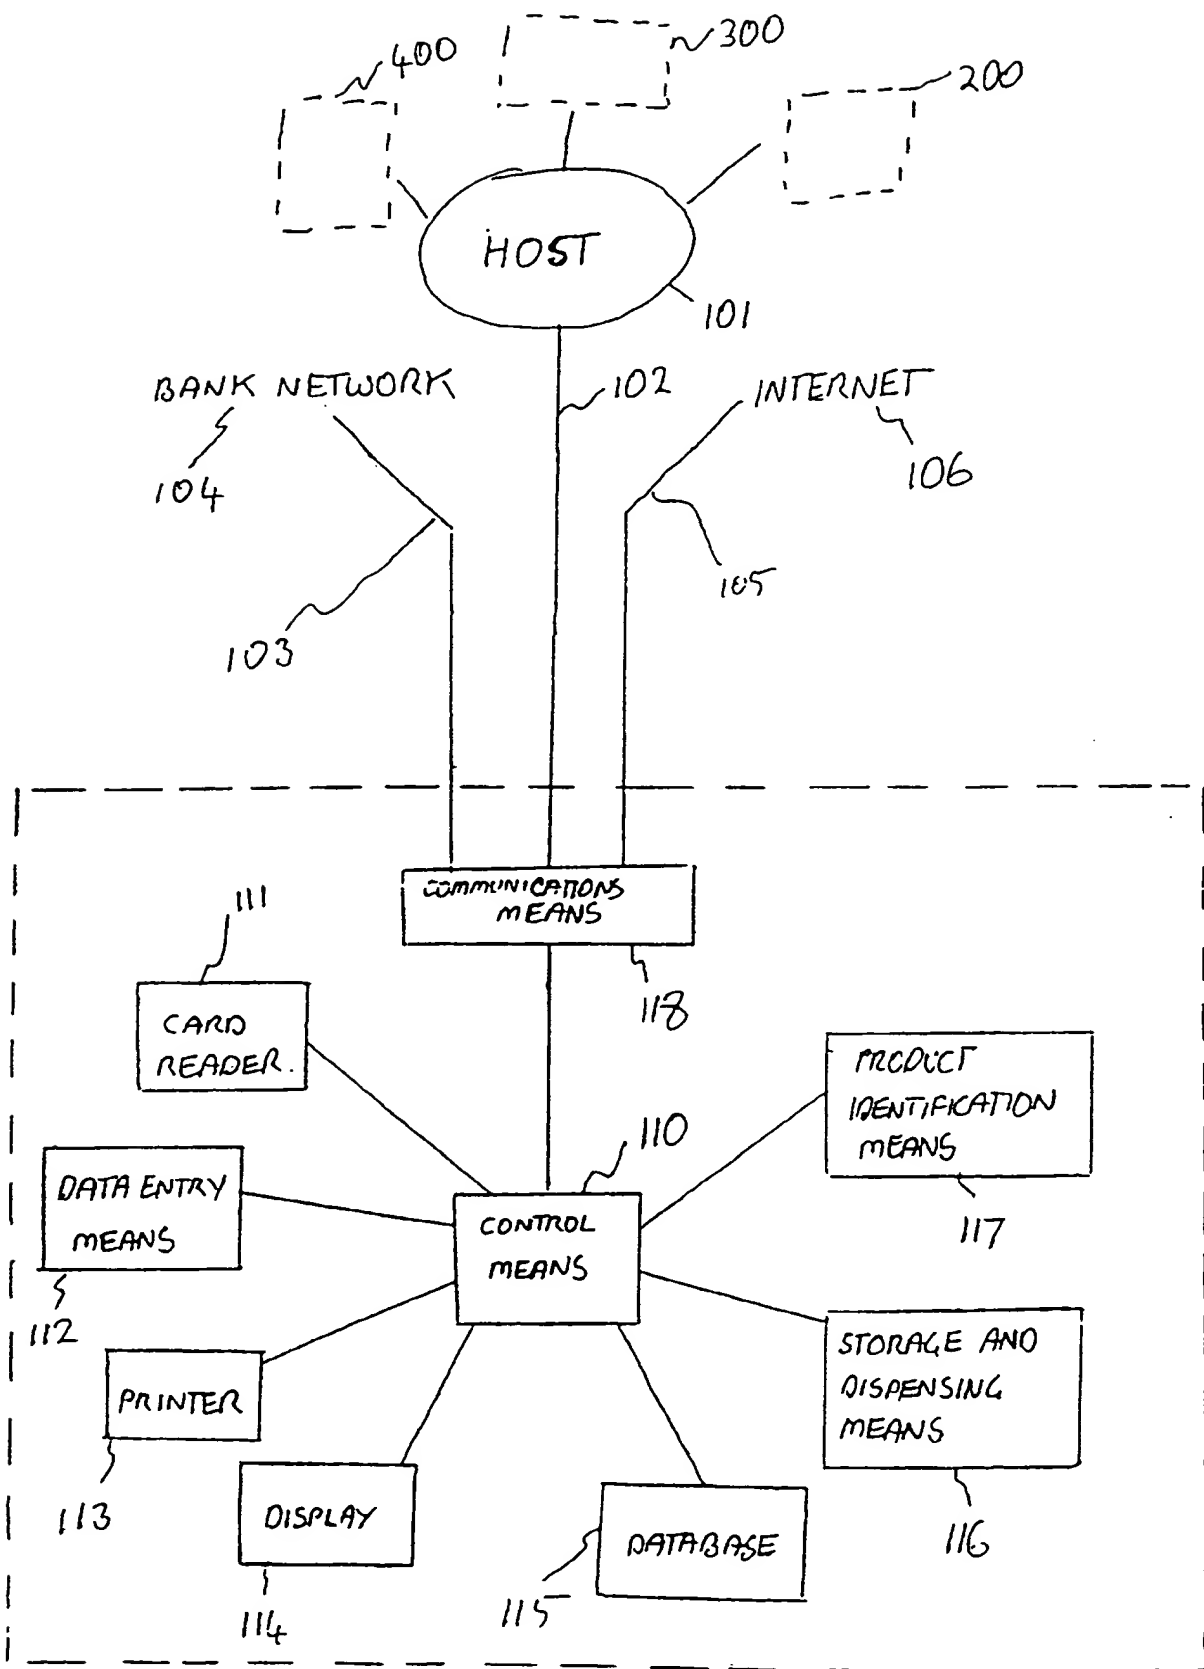 400
300
200
HOST
101
BANK NETWORK
102
INTERNET
104
106
105
103
COMMUNICATIONS
MEANS
111
118
CARD
READER.
PRODUCT
IDENTIFICATION
MEANS
110
117
DATA ENTRY
MEANS
CONTROL
MEANS
112
STORAGE AND
DISPENSING
MEANS
PRINTER
113
DISPLAY
DATABASE
116
114
115